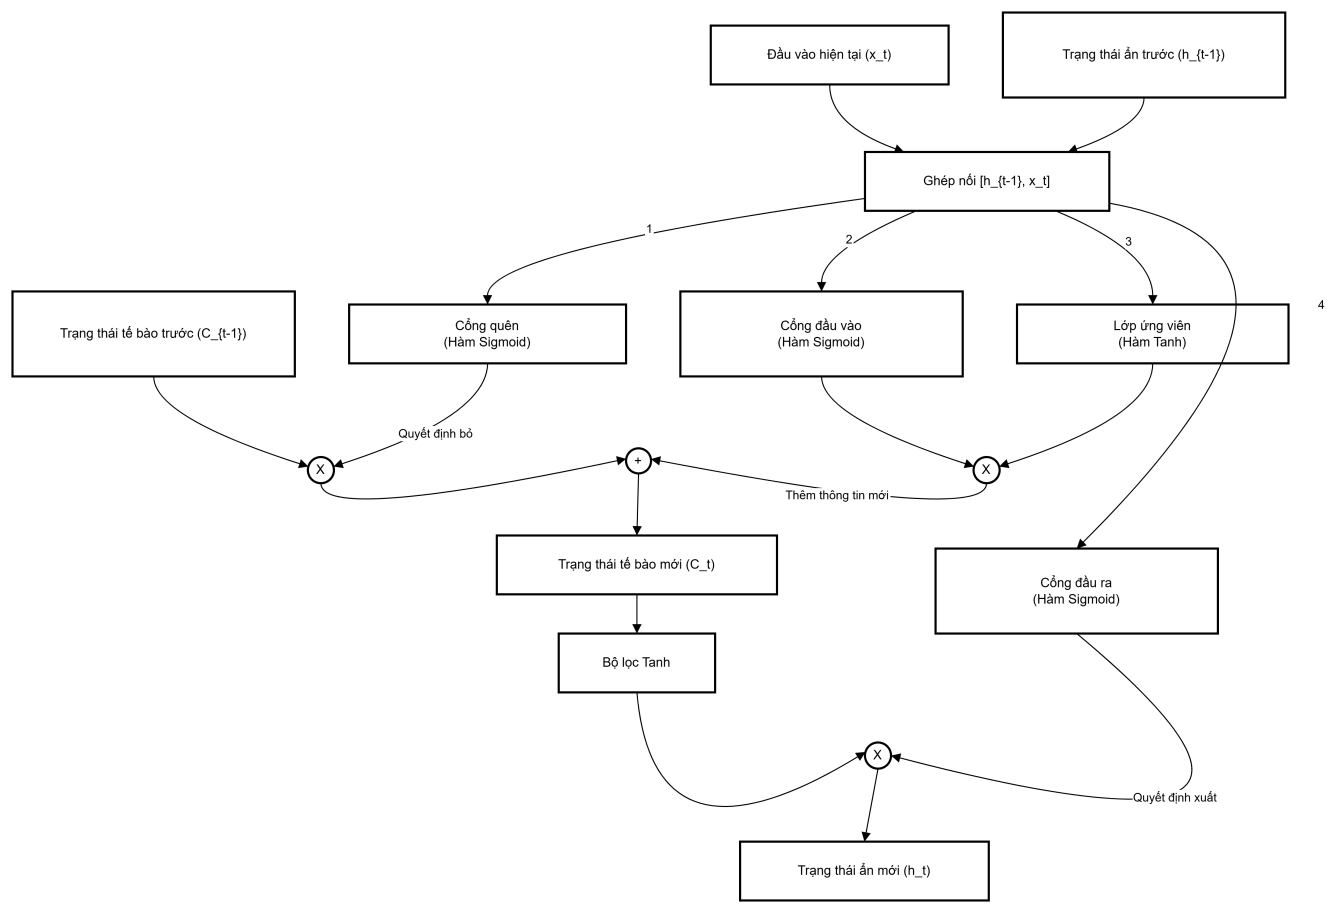 Đầu vào hiện tại (x_t)
Trạng thái ẩn trước (h_{t-1})
Ghép nối [h_{t-1}, x_t]
1
2
3
4
Trạng thái tế bào trước (C_{t-1})
Cổng quên
(Hàm Sigmoid)
Cổng đầu vào
(Hàm Sigmoid)
Lớp ứng viên
(Hàm Tanh)
Quyết định bỏ
X
+
X
Thêm thông tin mới
Trạng thái tế bào mới (C_t)
Cổng đầu ra
(Hàm Sigmoid)
Bộ lọc Tanh
X
Quyết định xuất
Trạng thái ẩn mới (h_t)